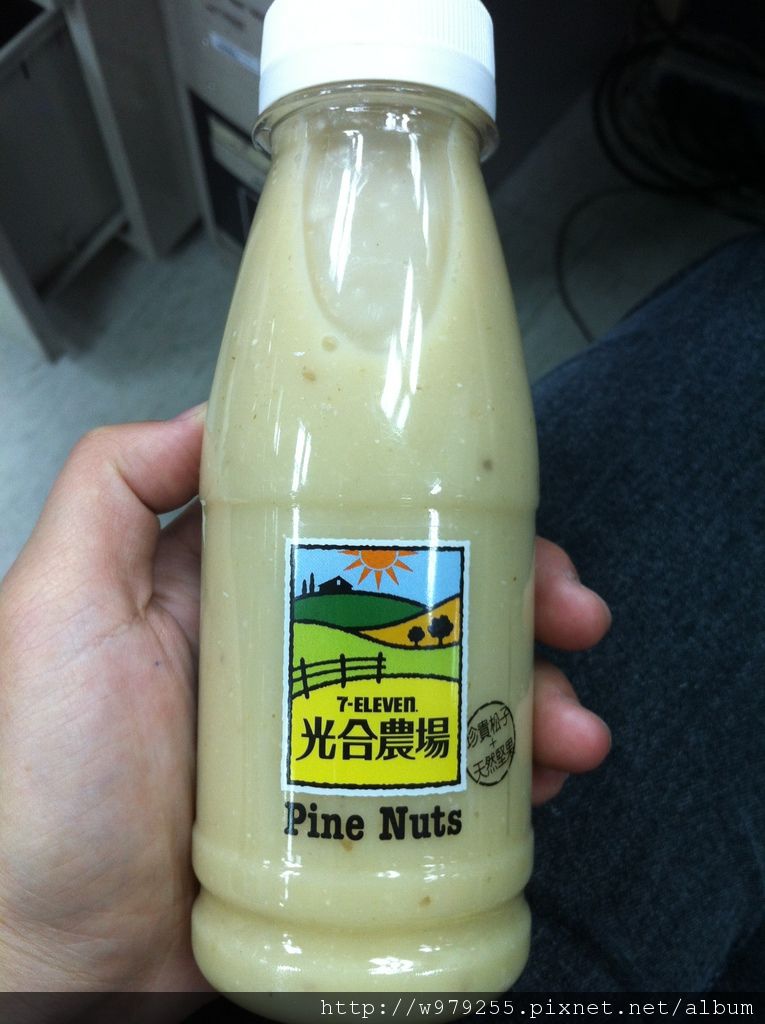 7-ELEVEN.
光合農場
珍貴松子
+
天然堅果
Pine Nuts
http://w979255.pixnet.net/album